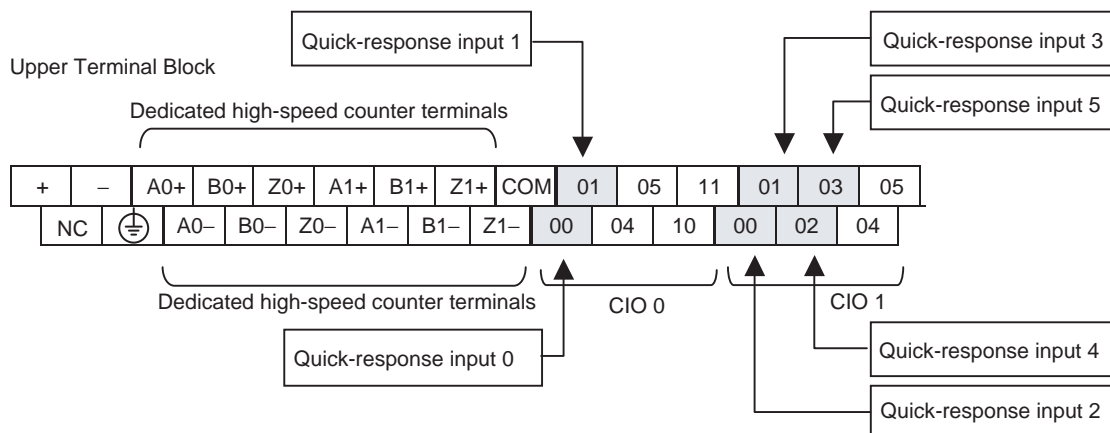 Quick-response input 1
Quick-response input 3
Upper Terminal Block
Quick-response input 5
Dedicated high-speed counter terminals
+ − A0+ B0+ Z0+ A1+ B1+ Z1+ COM 01 05 11 01 03 05
NC A0− B0− Z0− A1− B1− Z1− 00 04 10 00 02 04
Dedicated high-speed counter terminals CIO 0 CIO 1
Quick-response input 0
Quick-response input 4
Quick-response input 2